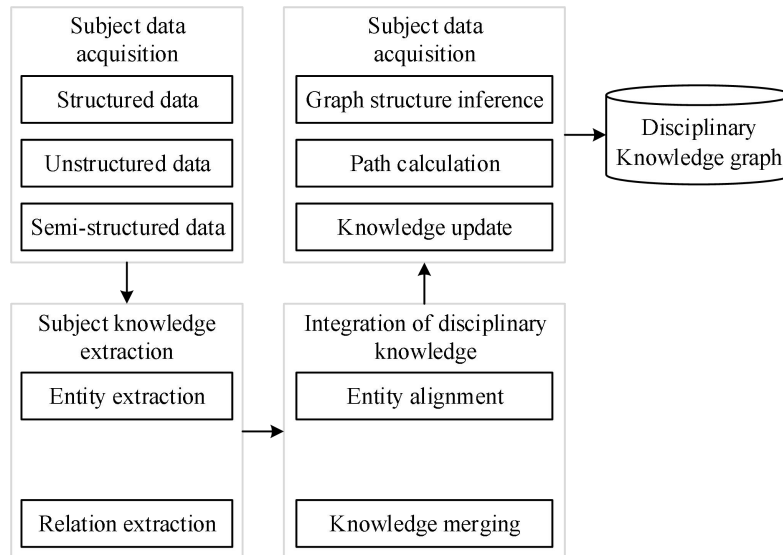 Subject data
acquisition
Structured data
Unstructured data
Semi-structured data
Subject knowledge
extraction
Entity extraction
Relation extraction
Integration of disciplinary
knowledge
Entity alignment
Knowledge merging
Subject data
acquisition
Graph structure inference
Path calculation
Knowledge update
Disciplinary
Knowledge graph